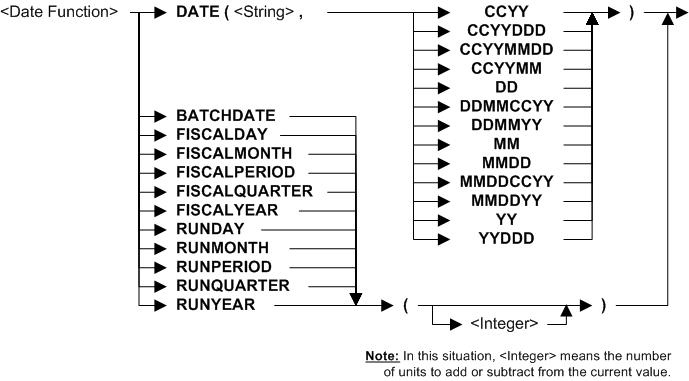 <Date Function> DATE ( <String> , CCYY )
CCYYDDD
CCYYMMDD
CCYYMM
DD
DDMMCCYY
DDMMYY
MM
MMDD
MMDDCCYY
MMDDYY
YY
YYDDD
BATCHDATE
FISCALDAY
FISCALMONTH
FISCALPERIOD
FISCALQUARTER
FISCALYEAR
RUNDAY
RUNMONTH
RUNPERIOD
RUNQUARTER
RUNYEAR ( )
<Integer>
Note: In this situation, <Integer> means the number
of units to add or subtract from the current value.